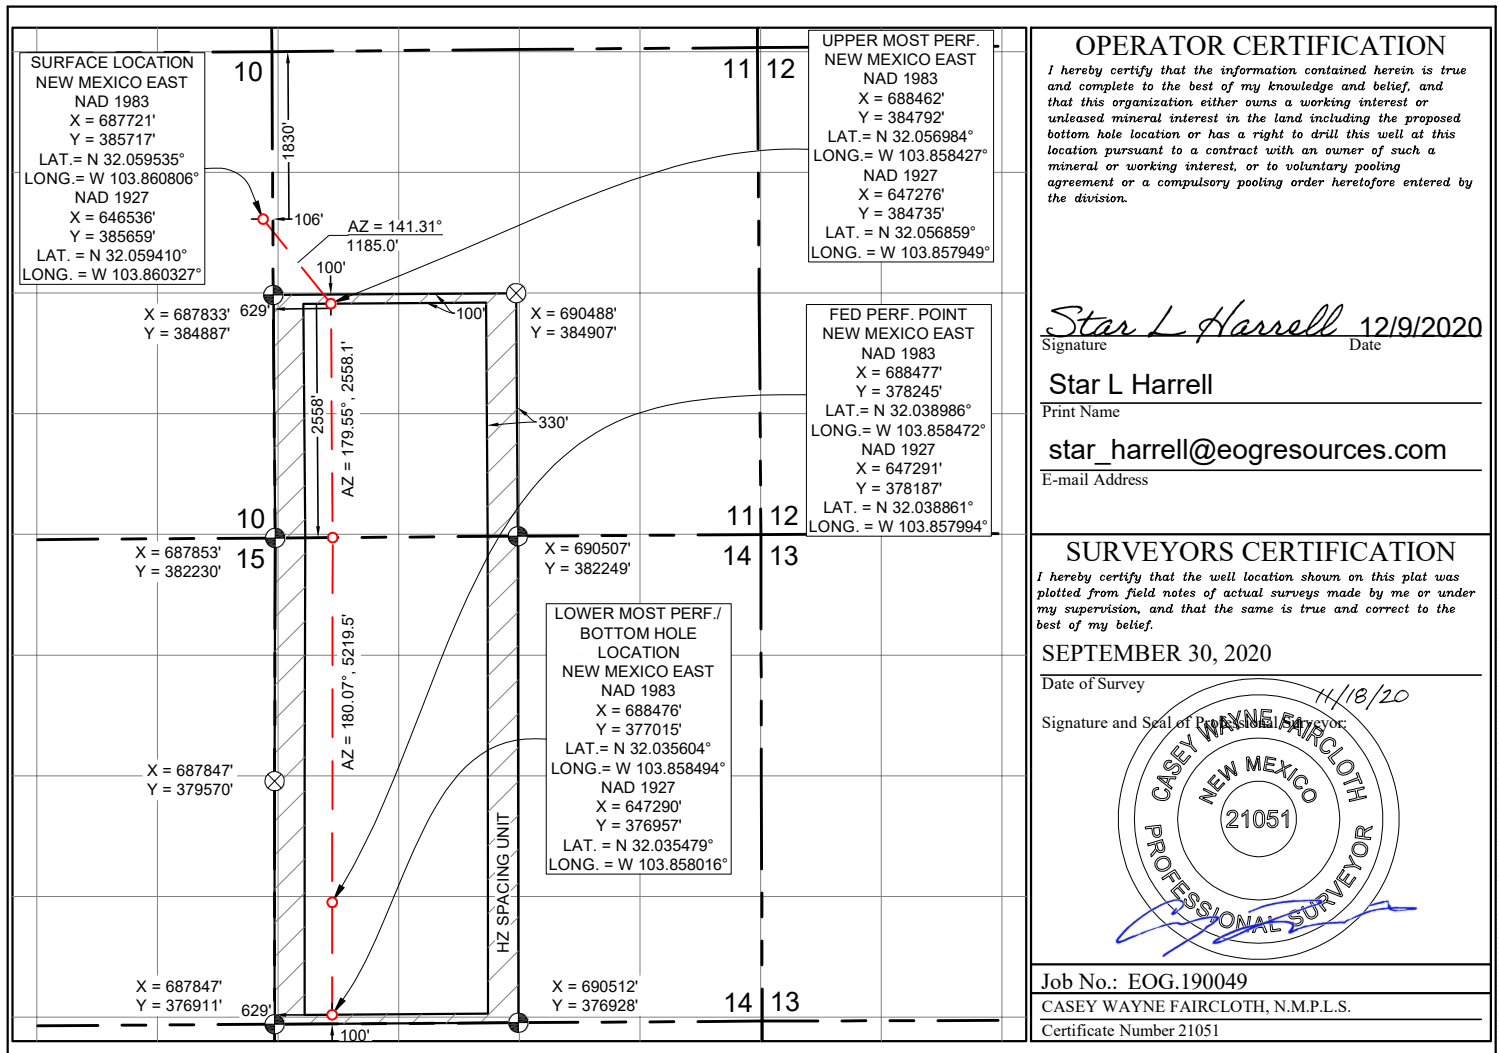 SURFACE LOCATION
NEW MEXICO EAST
NAD 1983
X = 687721'
Y = 385717'
LAT.= N 32.059535°
LONG.= W 103.860806°
NAD 1927
X = 646536'
Y = 385659'
LAT. = N 32.059410°
LONG. = W 103.860327°
10
1830'
106'
AZ = 141.31°
1185.0'
100'
11 12
UPPER MOST PERF.
NEW MEXICO EAST
NAD 1983
X = 688462'
Y = 384792'
LAT.= N 32.056984°
LONG.= W 103.858427°
NAD 1927
X = 647276'
Y = 384735'
LAT. = N 32.056859°
LONG. = W 103.857949°
X = 687833'
Y = 384887'
629'
100'
X = 690488'
Y = 384907'
2558'
AZ = 179.55°, 2558.1'
330'
FED PERF. POINT
NEW MEXICO EAST
NAD 1983
X = 688477'
Y = 378245'
LAT.= N 32.038986°
LONG.= W 103.858472°
NAD 1927
X = 647291'
Y = 378187'
LAT. = N 32.038861°
LONG. = W 103.857994°
10
15
11 12
14 13
X = 687853'
Y = 382230'
X = 690507'
Y = 382249'
AZ = 180.07°, 5219.5'
LOWER MOST PERF./
BOTTOM HOLE
LOCATION
NEW MEXICO EAST
NAD 1983
X = 688476'
Y = 377015'
LAT.= N 32.035604°
LONG.= W 103.858494°
NAD 1927
X = 647290'
Y = 376957'
LAT. = N 32.035479°
LONG. = W 103.858016°
X = 687847'
Y = 379570'
HZ SPACING UNIT
X = 687847'
Y = 376911'
629'
100'
X = 690512'
Y = 376928'
14 13
OPERATOR CERTIFICATION
I hereby certify that the information contained herein is true
and complete to the best of my knowledge and belief, and
that this organization either owns a working interest or
unleased mineral interest in the land including the proposed
bottom hole location or has a right to drill this well at this
location pursuant to a contract with an owner of such a
mineral or working interest, or to voluntary pooling
agreement or a compulsory pooling order heretofore entered by
the division.
Star L Harrell 12/9/2020
Signature Date
Star L Harrell
Print Name
star_harrell@eogresources.com
E-mail Address
SURVEYORS CERTIFICATION
I hereby certify that the well location shown on this plat was
plotted from field notes of actual surveys made by me or under
my supervision, and that the same is true and correct to the
best of my belief.
SEPTEMBER 30, 2020
Date of Survey
11/18/20
Signature and Seal of Professional Surveyor:
CASEY WAYNE FAIRCLOTH
NEW MEXICO
21051
PROFESSIONAL SURVEYOR
Job No.: EOG.190049
CASEY WAYNE FAIRCLOTH, N.M.P.L.S.
Certificate Number 21051